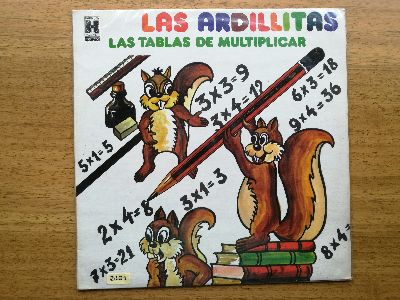 LAS ARDILLITAS
LAS TABLAS DE MULTIPLICAR
3x3=9
3x4=12
6x3=18
9x4=36
5x1=5
3x1=3
2x4=8
7x3=21
8x4=